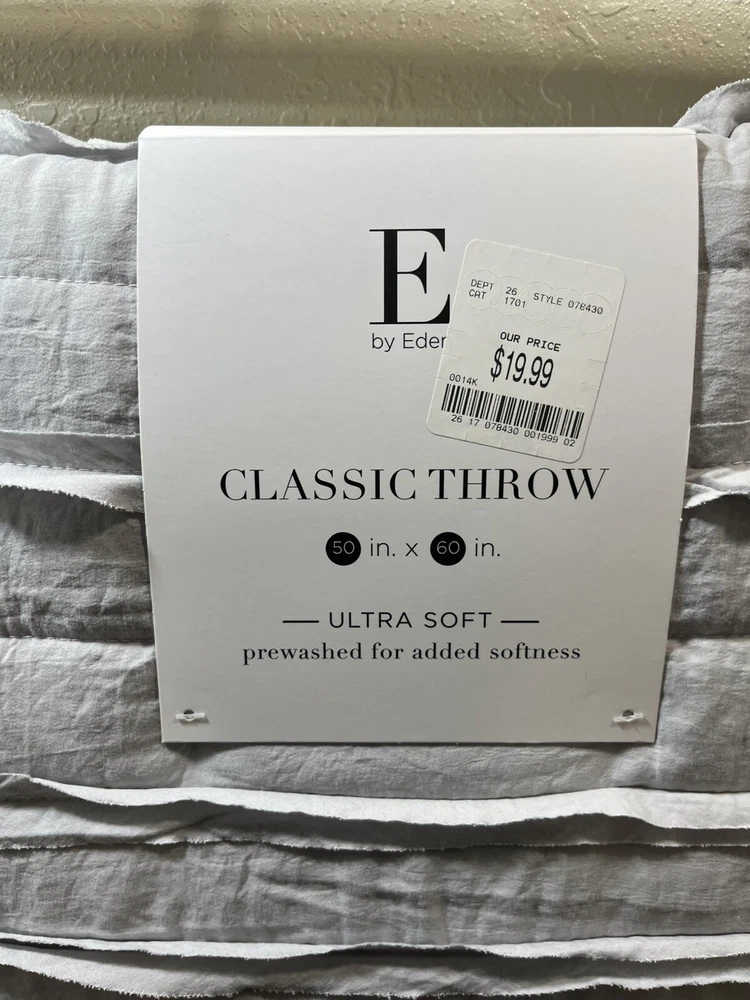 E
by Eder
DEPT 26 STYLE 078430
CAT 1701
OUR PRICE
$19.99
0014K
26 17 078430 001999 02
CLASSIC THROW
50 in. x 60 in.
ULTRA SOFT
prewashed for added softness